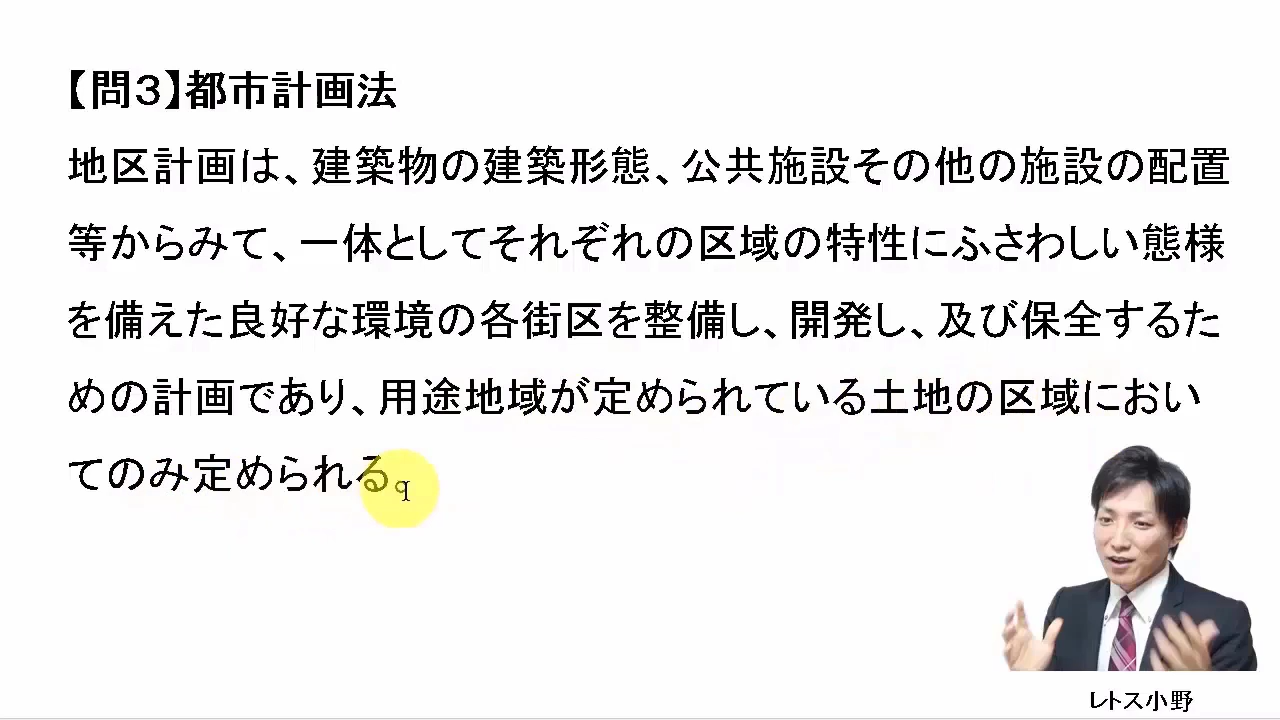 【問３】都市計画法
地区計画は、建築物の建築形態、公共施設その他の施設の配置
等からみて、一体としてそれぞれの区域の特性にふさわしい態様
を備えた良好な環境の各街区を整備し、開発し、及び保全するた
めの計画であり、用途地域が定められている土地の区域におい
てのみ定められる。
レトス小野